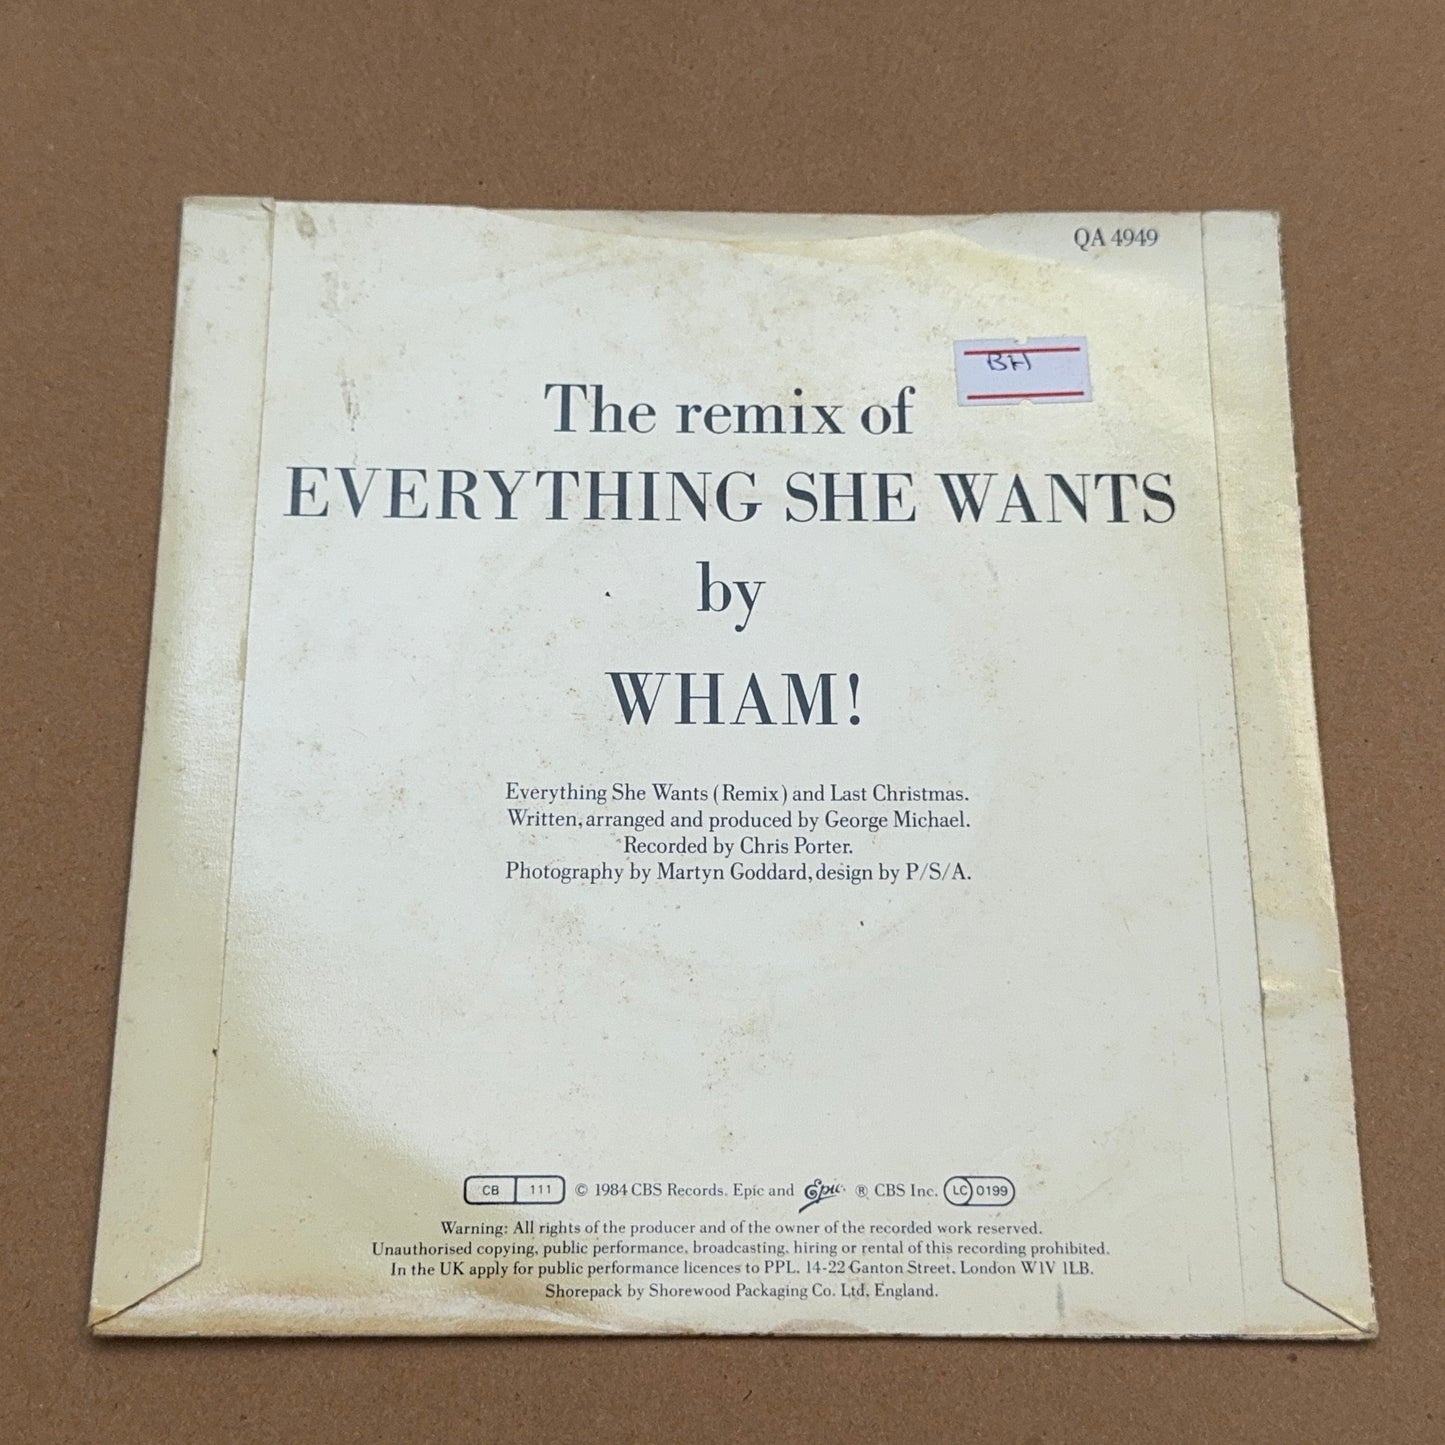 QA 4949
BH
The remix of
EVERYTHING SHE WANTS
by
WHAM!
Everything She Wants (Remix) and Last Christmas.
Written, arranged and produced by George Michael.
Recorded by Chris Porter.
Photography by Martyn Goddard, design by P/S/A.
CB 111 © 1984 CBS Records. Epic and Epic ® CBS Inc. LC 0199
Warning: All rights of the producer and of the owner of the recorded work reserved.
Unauthorised copying, public performance, broadcasting, hiring or rental of this recording prohibited.
In the UK apply for public performance licences to PPL, 14-22 Ganton Street, London W1V 1LB.
Shorepack by Shorewood Packaging Co. Ltd, England.